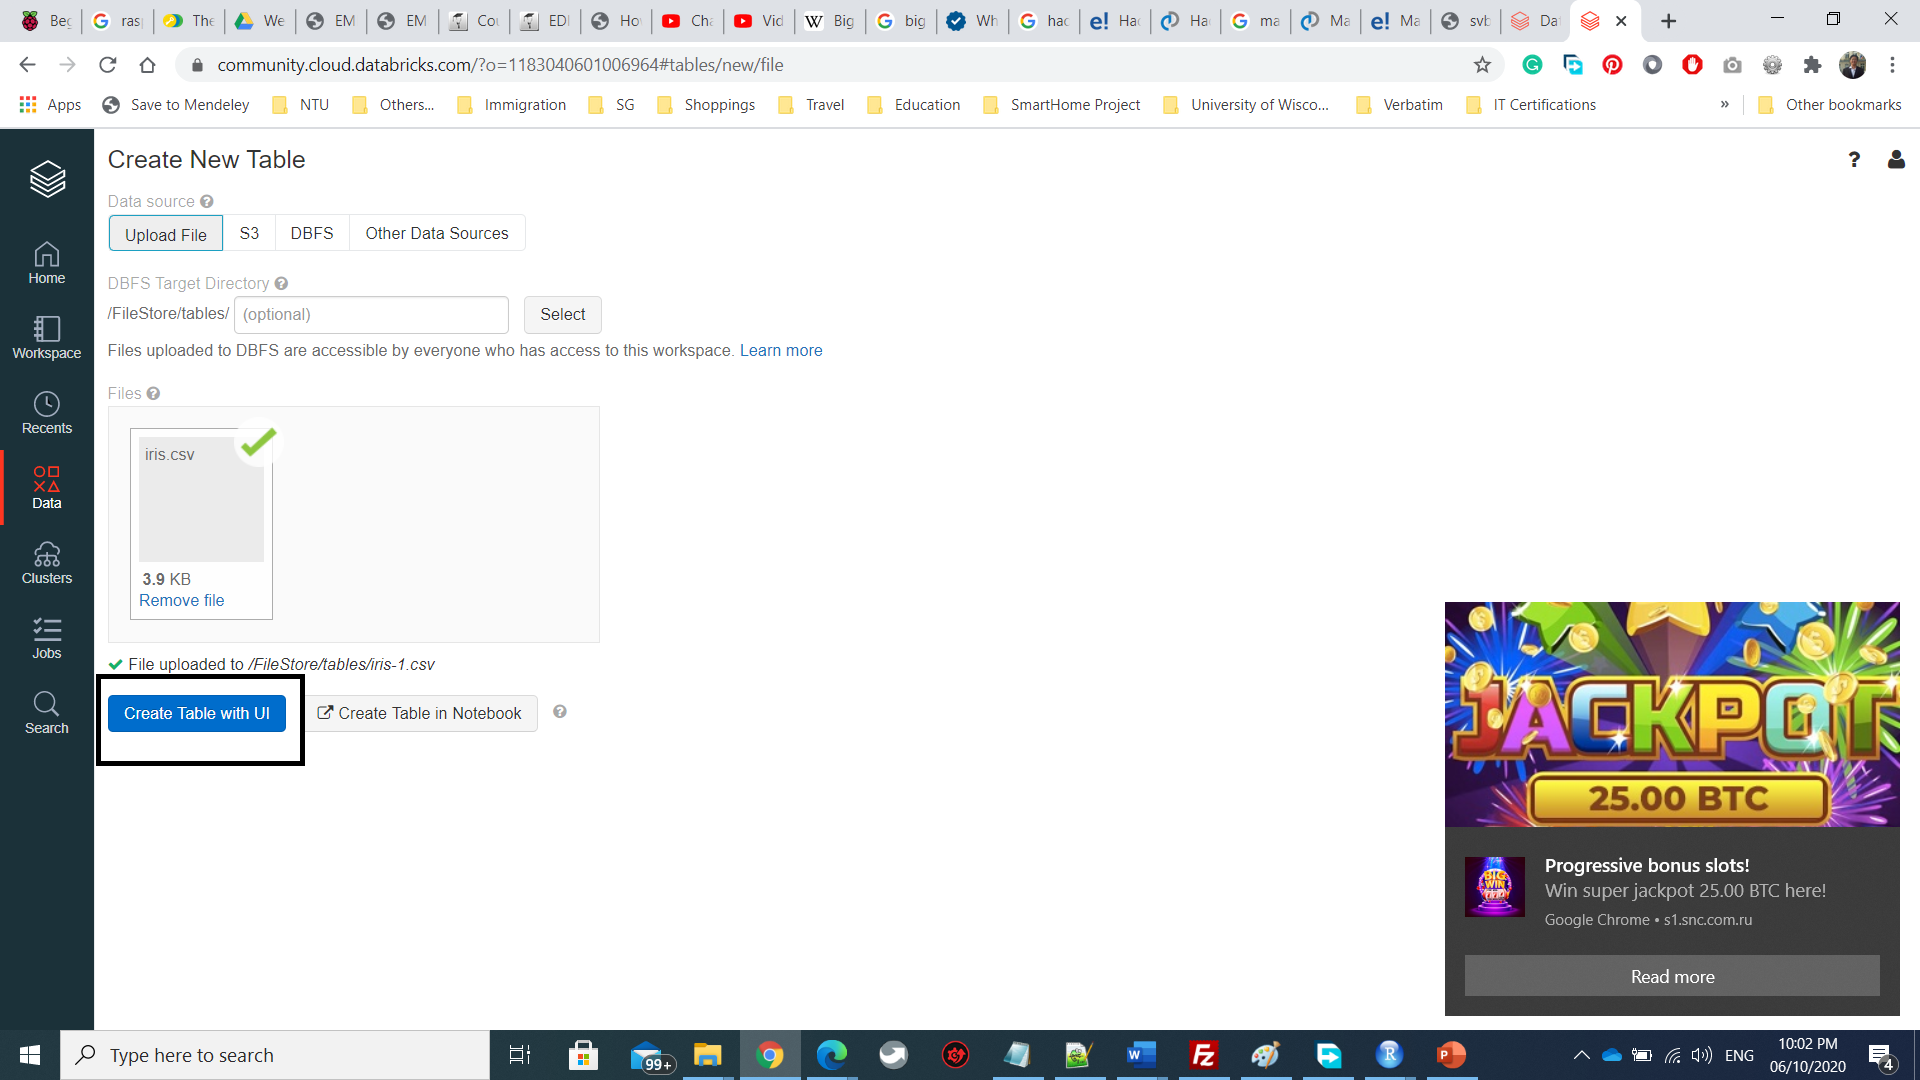 Beg
ras
The
We
EM
EM
Cou
EDI
Ho
Cha
Vid
Big
big
Wh
hac
Hac
Ha
ma
Ma
Ma
svb
Dat
community.cloud.databricks.com/?o=1183040601006964#tables/new/file
Apps
Save to Mendeley
NTU
Others...
Immigration
SG
Shoppings
Travel
Education
SmartHome Project
University of Wisco...
Verbatim
IT Certifications
»
Other bookmarks
Create New Table
?
Data source ?
Upload File
S3
DBFS
Other Data Sources
DBFS Target Directory ?
/FileStore/tables/ (optional) Select
Files uploaded to DBFS are accessible by everyone who has access to this workspace. Learn more
Files ?
iris.csv
3.9 KB
Remove file
File uploaded to /FileStore/tables/iris-1.csv
Create Table with UI
Create Table in Notebook ?
Home
Workspace
Recents
Data
Clusters
Jobs
Search
JACKPOT
25.00 BTC
BIG WIN
Progressive bonus slots!
Win super jackpot 25.00 BTC here!
Google Chrome • s1.snc.com.ru
Read more
Type here to search
99+
ENG
10:02 PM
06/10/2020
4